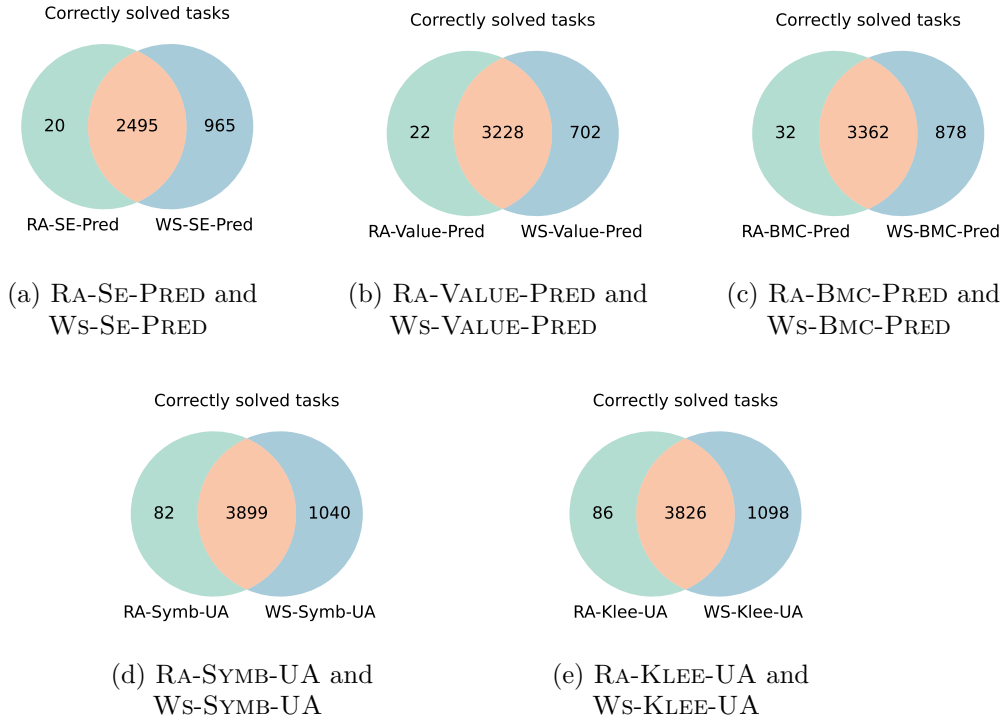 Correctly solved tasks
20 2495 965
RA-SE-Pred WS-SE-Pred
(a) RA-SE-PRED and
WS-SE-PRED
Correctly solved tasks
22 3228 702
RA-Value-Pred WS-Value-Pred
(b) RA-VALUE-PRED and
WS-VALUE-PRED
Correctly solved tasks
32 3362 878
RA-BMC-Pred WS-BMC-Pred
(c) RA-BMC-PRED and
WS-BMC-PRED
Correctly solved tasks
82 3899 1040
RA-Symb-UA WS-Symb-UA
(d) RA-SYMB-UA and
WS-SYMB-UA
Correctly solved tasks
86 3826 1098
RA-Klee-UA WS-Klee-UA
(e) RA-KLEE-UA and
WS-KLEE-UA